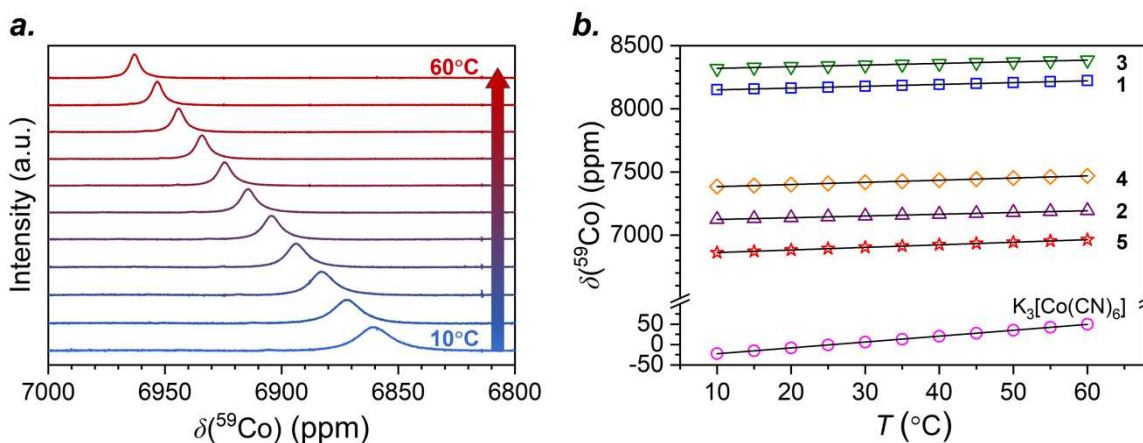 a.
60°C
10°C
Intensity (a.u.)
7000 6950 6900 6850 6800
δ(⁵⁹Co) (ppm)
b.
8500
8000
7500
7000
50
0
-50
δ(⁵⁹Co) (ppm)
3
1
4
2
5
K₃[Co(CN)₆]
10 20 30 40 50 60
T (°C)